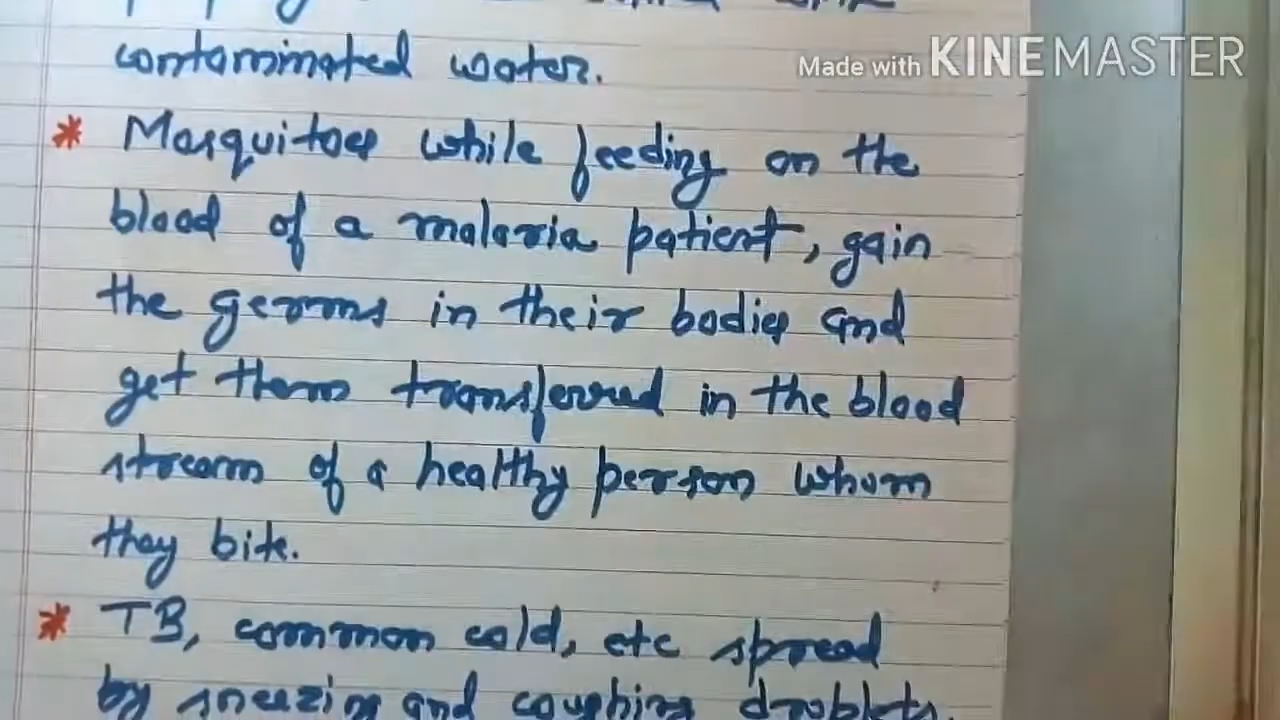 contaminated water.
Made with KINEMASTER
* Mosquitoes while feeding on the
blood of a malaria patient, gain
the germs in their bodies and
get them transferred in the blood
stream of a healthy person whom
they bite.
* TB, common cold, etc spread
by sneezing and coughing droplets.